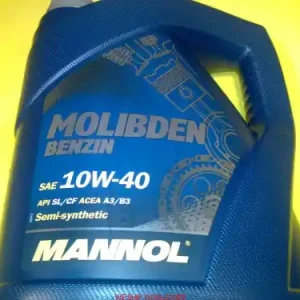 MOLIBDEN
BENZIN
SAE 10W-40
API SL/CF ACEA A3/B3
Semi-synthetic
MANNOL